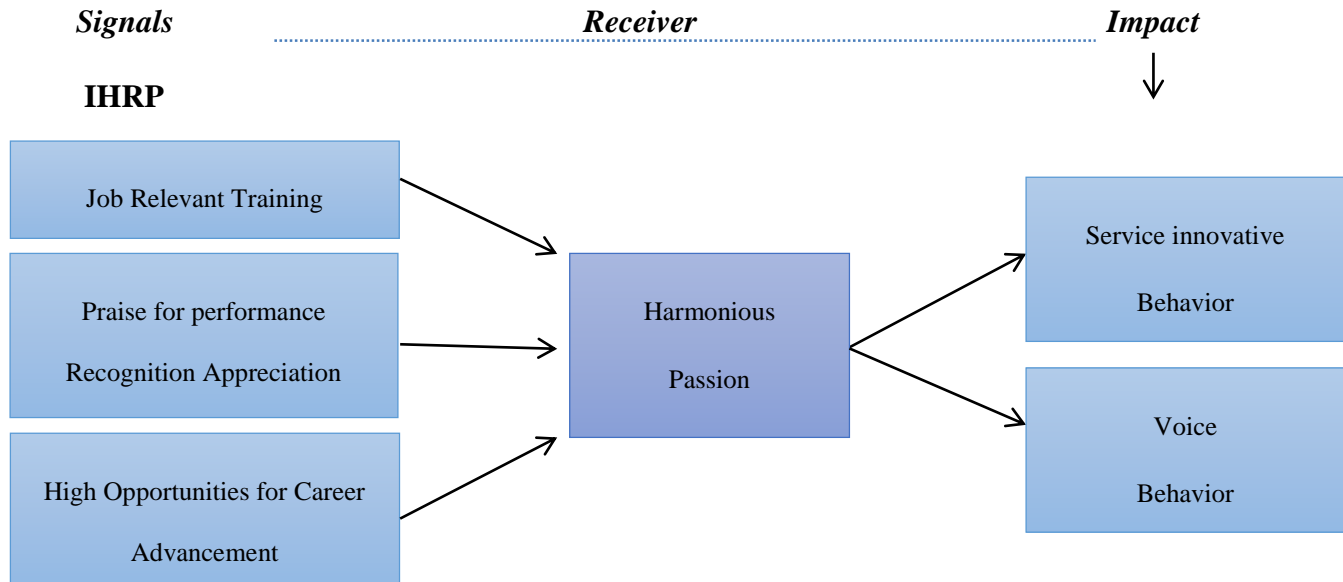 Signals
Receiver
Impact
IHRP
Job Relevant Training
Praise for performance
Recognition Appreciation
High Opportunities for Career
Advancement
Harmonious
Passion
Service innovative
Behavior
Voice
Behavior